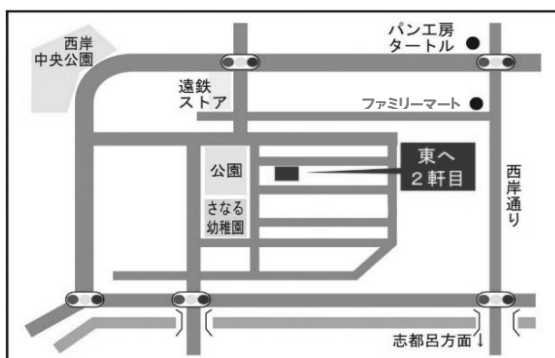 西岸
中央公園
遠鉄
ストア
パン工房
タートル
ファミリーマート
公園
さなる
幼稚園
東へ
2軒目
西岸通り
志都呂方面↓